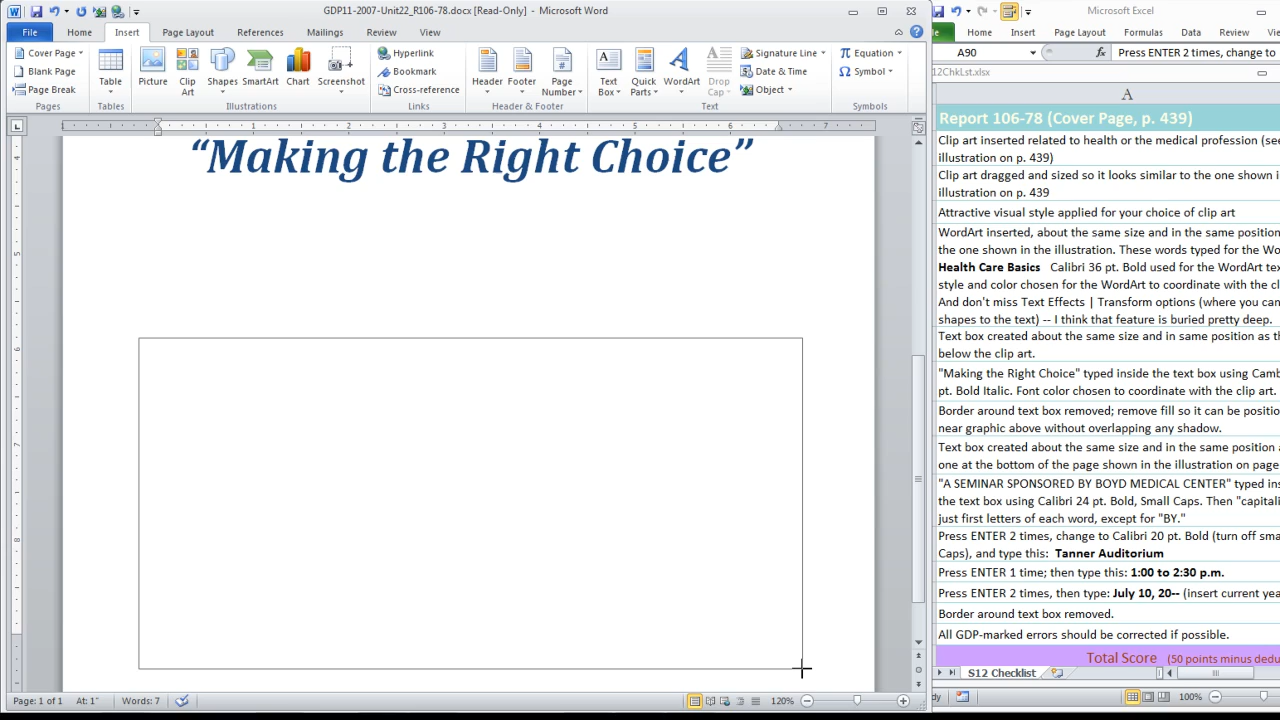 GDP11-2007-Unit22_R106-78.docx [Read-Only] - Microsoft Word
File Home Insert Page Layout References Mailings Review View
Cover Page
Blank Page
Page Break
Pages
Table
Tables
Picture
Clip Art
Shapes
SmartArt
Chart
Screenshot
Illustrations
Hyperlink
Bookmark
Cross-reference
Links
Header
Footer
Page Number
Header & Footer
Text Box
Quick Parts
WordArt
Drop Cap
Signature Line
Date & Time
Object
Text
Equation
Symbol
Symbols
1 1 2 3 4 5 6 7
4
5
6
7
8
“Making the Right Choice”
Page: 1 of 1 At: 1" Words: 7 120%
Microsoft Excel
Home Insert Page Layout Formulas Data Review View
A90 fx Press ENTER 2 times, change to
12ChkLst.xlsx
A
Report 106-78 (Cover Page, p. 439)
Clip art inserted related to health or the medical profession (see
illustration on p. 439)
Clip art dragged and sized so it looks similar to the one shown i
illustration on p. 439
Attractive visual style applied for your choice of clip art
WordArt inserted, about the same size and in the same position
the one shown in the illustration. These words typed for the Wo
Health Care Basics Calibri 36 pt. Bold used for the WordArt tex
style and color chosen for the WordArt to coordinate with the cl
And don't miss Text Effects | Transform options (where you can
shapes to the text) -- I think that feature is buried pretty deep.
Text box created about the same size and in same position as th
below the clip art.
"Making the Right Choice" typed inside the text box using Camb
pt. Bold Italic. Font color chosen to coordinate with the clip art.
Border around text box removed; remove fill so it can be positio
near graphic above without overlapping any shadow.
Text box created about the same size and in the same position a
one at the bottom of the page shown in the illustration on page
"A SEMINAR SPONSORED BY BOYD MEDICAL CENTER" typed ins
the text box using Calibri 24 pt. Bold, Small Caps. Then "capitali
just first letters of each word, except for "BY."
Press ENTER 2 times, change to Calibri 20 pt. Bold (turn off sma
Caps), and type this: Tanner Auditorium
Press ENTER 1 time; then type this: 1:00 to 2:30 p.m.
Press ENTER 2 times, then type: July 10, 20-- (insert current yea
Border around text box removed.
All GDP-marked errors should be corrected if possible.
Total Score (50 points minus dedu
S12 Checklist
dy 100%